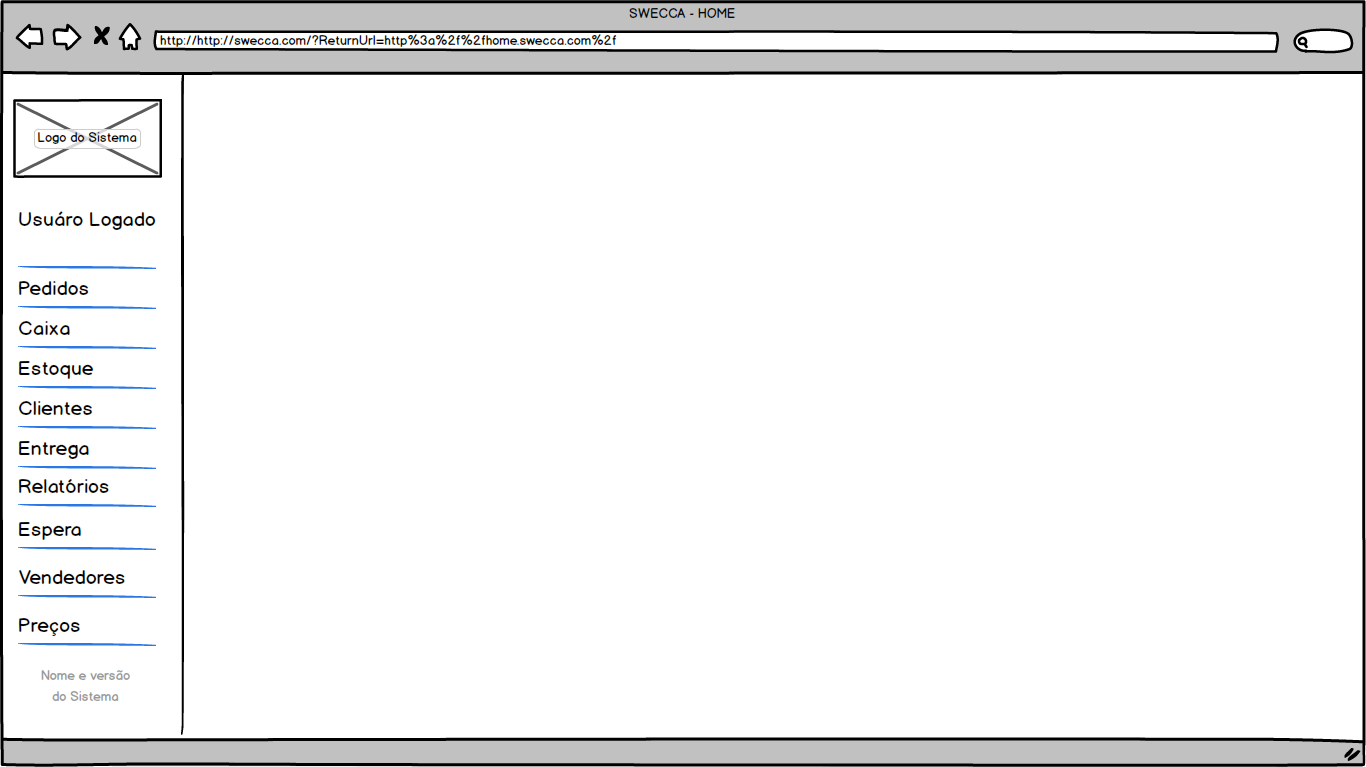 SWECCA - HOME
http://http://swecca.com/?ReturnUrl=http%3a%2f%2fhome.swecca.com%2f
Logo do Sistema
Usuáro Logado
Pedidos
Caixa
Estoque
Clientes
Entrega
Relatórios
Espera
Vendedores
Preços
Nome e versão
do Sistema